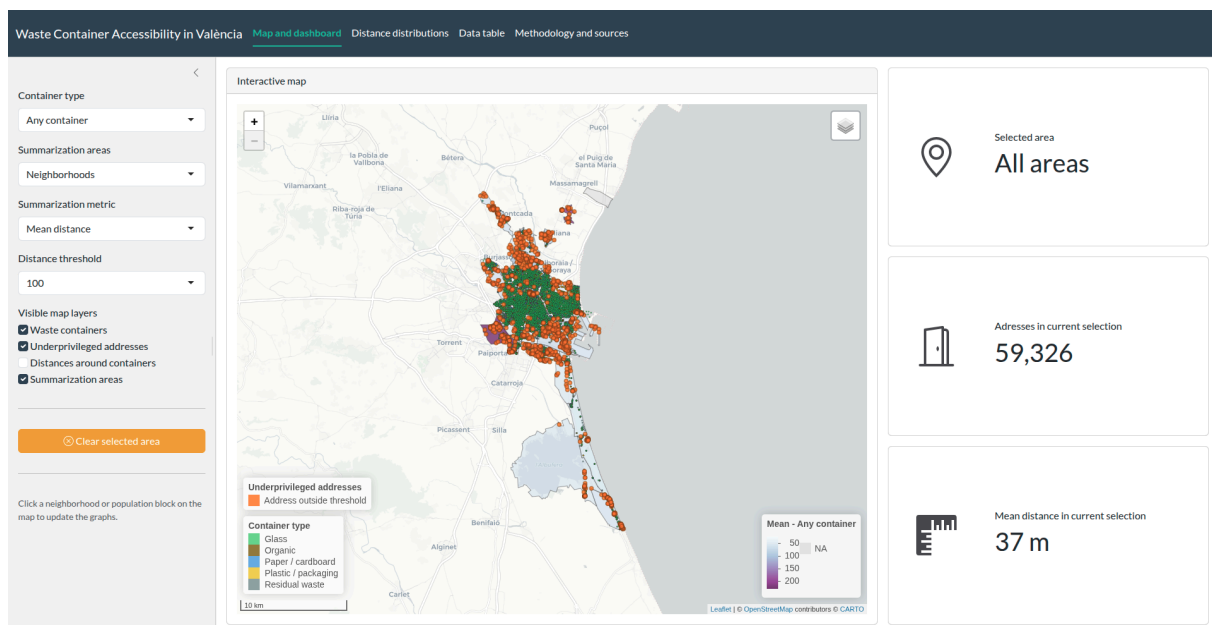 Waste Container Accessibility in València
Map and dashboard
Distance distributions
Data table
Methodology and sources
Container type
Any container
Summarization areas
Neighborhoods
Summarization metric
Mean distance
Distance threshold
100
Visible map layers
Waste containers
Underprivileged addresses
Distances around containers
Summarization areas
Clear selected area
Click a neighborhood or population block on the
map to update the graphs.
Interactive map
+
−
Llíria
Puçol
la Pobla de
Vallbona
Bétera
el Puig de
Santa Maria
Vilamarxant
l'Eliana
Massamagrell
Riba-roja de
Túria
Torrent
Paiporta
Catarroja
Picassent
Silla
Benifaió
Alginet
Carlet
Underprivileged addresses
Address outside threshold
Container type
Glass
Organic
Paper / cardboard
Plastic / packaging
Residual waste
10 km
Mean - Any container
50
100
150
200
NA
Leaflet | © OpenStreetMap contributors © CARTO
Selected area
All areas
Adresses in current selection
59,326
Mean distance in current selection
37 m